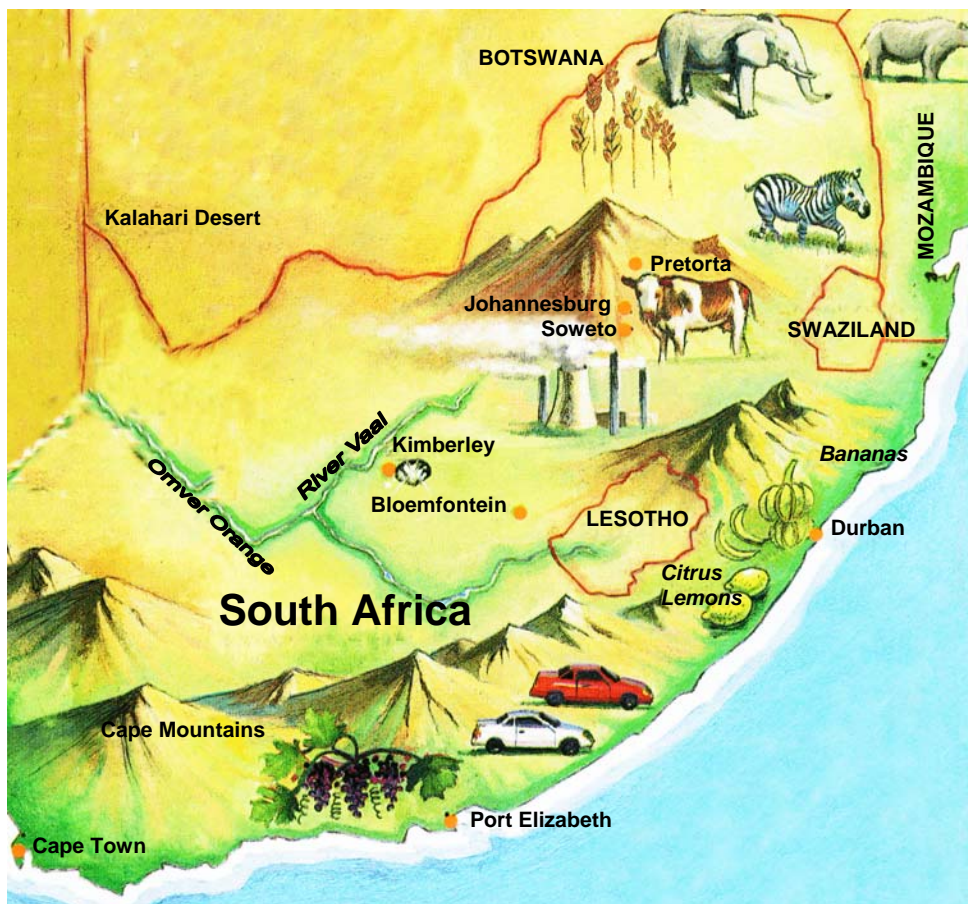 BOTSWANA
MOZAMBIQUE
Kalahari Desert
Pretorta
Johannesburg
Soweto
SWAZILAND
River Vaal
Kimberley
Bananas
Omver Orange
Bloemfontein
LESOTHO
Durban
Citrus
Lemons
South Africa
Cape Mountains
Port Elizabeth
Cape Town